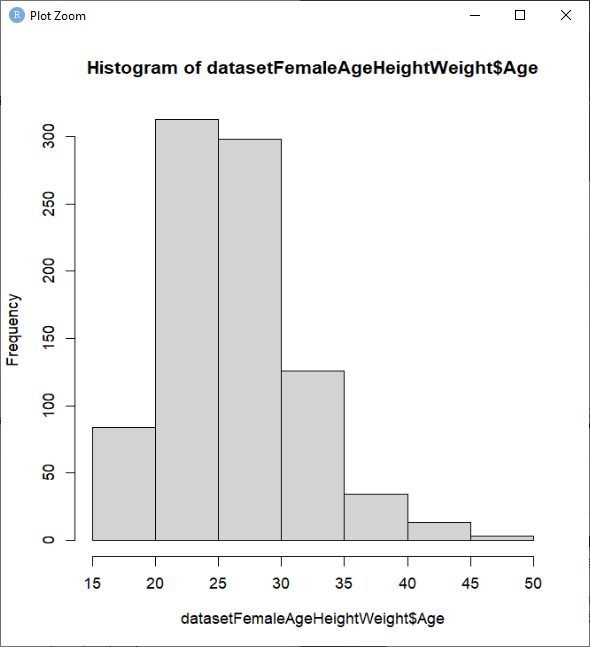 R Plot Zoom
Histogram of datasetFemaleAgeHeightWeight$Age
300
250
200
150
100
50
0
Frequency
15 20 25 30 35 40 45 50
datasetFemaleAgeHeightWeight$Age